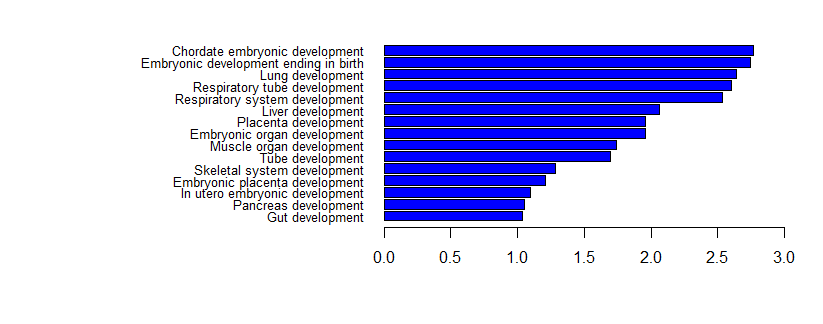 Chordate embryonic development
Embryonic development ending in birth
Lung development
Respiratory tube development
Respiratory system development
Liver development
Placenta development
Embryonic organ development
Muscle organ development
Tube development
Skeletal system development
Embryonic placenta development
In utero embryonic development
Pancreas development
Gut development
0.0 0.5 1.0 1.5 2.0 2.5 3.0